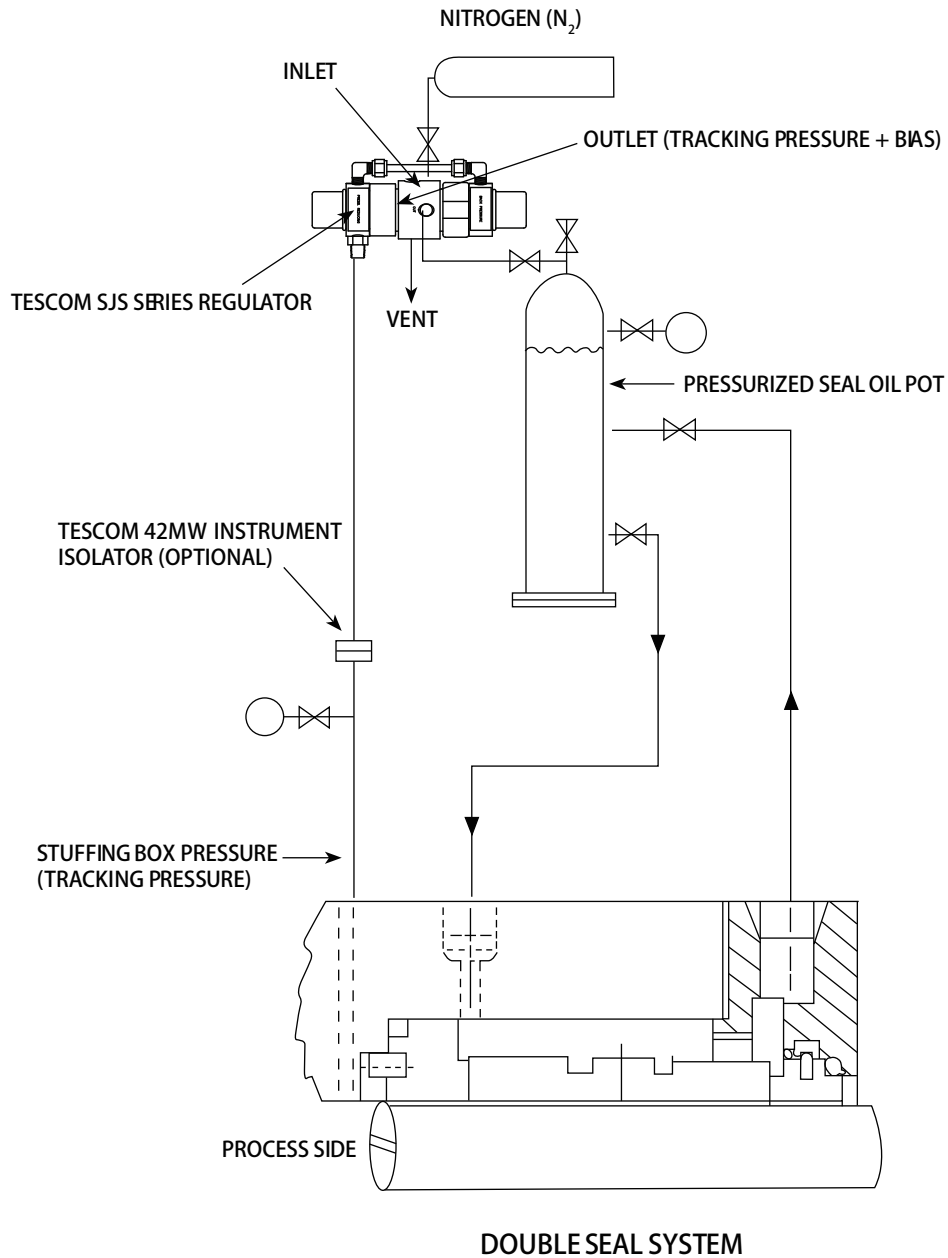 NITROGEN (N2)
INLET
OUTLET (TRACKING PRESSURE + BIAS)
TESCOM SJS SERIES REGULATOR
VENT
PRESSURIZED SEAL OIL POT
TESCOM 42MW INSTRUMENT
ISOLATOR (OPTIONAL)
STUFFING BOX PRESSURE
(TRACKING PRESSURE)
PROCESS SIDE
DOUBLE SEAL SYSTEM